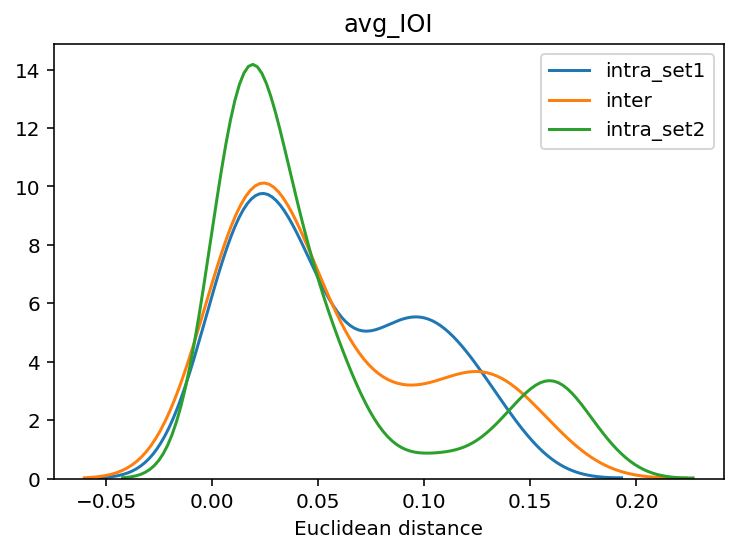 avg_IOI
14
12
10
8
6
4
2
0
intra_set1
inter
intra_set2
−0.05 0.00 0.05 0.10 0.15 0.20
Euclidean distance